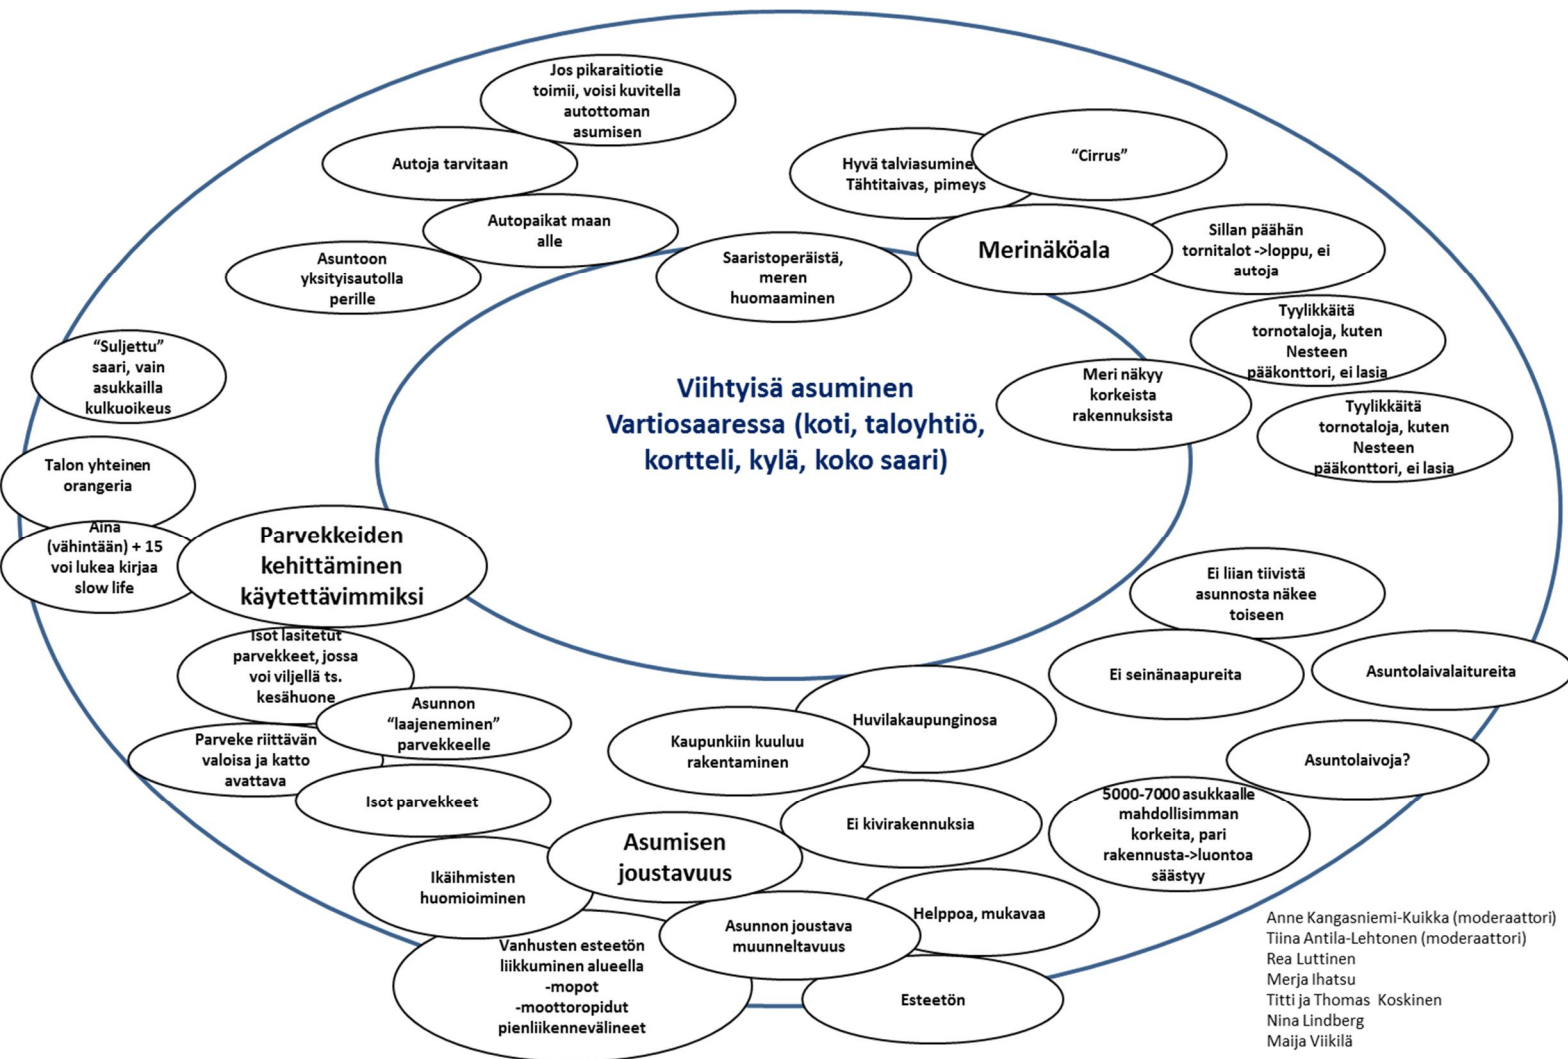 Jos pikaraitiotie
toimii, voisi kuvitella
autottoman
asumisen
Autoja tarvitaan
Autopaikat maan
alle
Asuntoon
yksityisautolla
perille
Hyvä talviasumine
Tähtitaivas, pimeys
“Cirrus”
Merinäköala
Saaristoperäistä,
meren
huomaaminen
Sillan päähän
tornitalot ->loppu, ei
autoja
Tyylikkäitä
tornotaloja, kuten
Nesteen
pääkonttori, ei lasia
Meri näkyy
korkeista
rakennuksista
Tyylikkäitä
tornotaloja, kuten
Nesteen
pääkonttori, ei lasia
“Suljettu”
saari, vain
asukkailla
kulkuoikeus
Viihtyisä asuminen
Vartiosaaressa (koti, taloyhtiö,
kortteli, kylä, koko saari)
Talon yhteinen
orangeria
Aina
(vähintään) + 15
voi lukea kirjaa
slow life
Parvekkeiden
kehittäminen
käytettävimmiksi
Isot lasitetut
parvekkeet, jossa
voi viljellä ts.
kesähuone
Asunnon
“laajeneminen”
parvekkeelle
Parveke riittävän
valoisa ja katto
avattava
Isot parvekkeet
Ei liian tiivistä
asunnosta näkee
toiseen
Ei seinänaapureita
Asuntolaivalaitureita
Huvilakaupunginosa
Kaupunkiin kuuluu
rakentaminen
Asuntolaivoja?
5000-7000 asukkaalle
mahdollisimman
korkeita, pari
rakennusta->luontoa
säästyy
Ei kivirakennuksia
Asumisen
joustavuus
Ikäihmisten
huomioiminen
Helppoa, mukavaa
Asunnon joustava
muunneltavuus
Vanhusten esteetön
liikkuminen alueella
-mopot
-moottoropidut
pienliikennevälineet
Esteetön
Anne Kangasniemi-Kuikka (moderaattori)
Tiina Antila-Lehtonen (moderaattori)
Rea Luttinen
Merja Ihatsu
Titti ja Thomas Koskinen
Nina Lindberg
Maija Viikilä